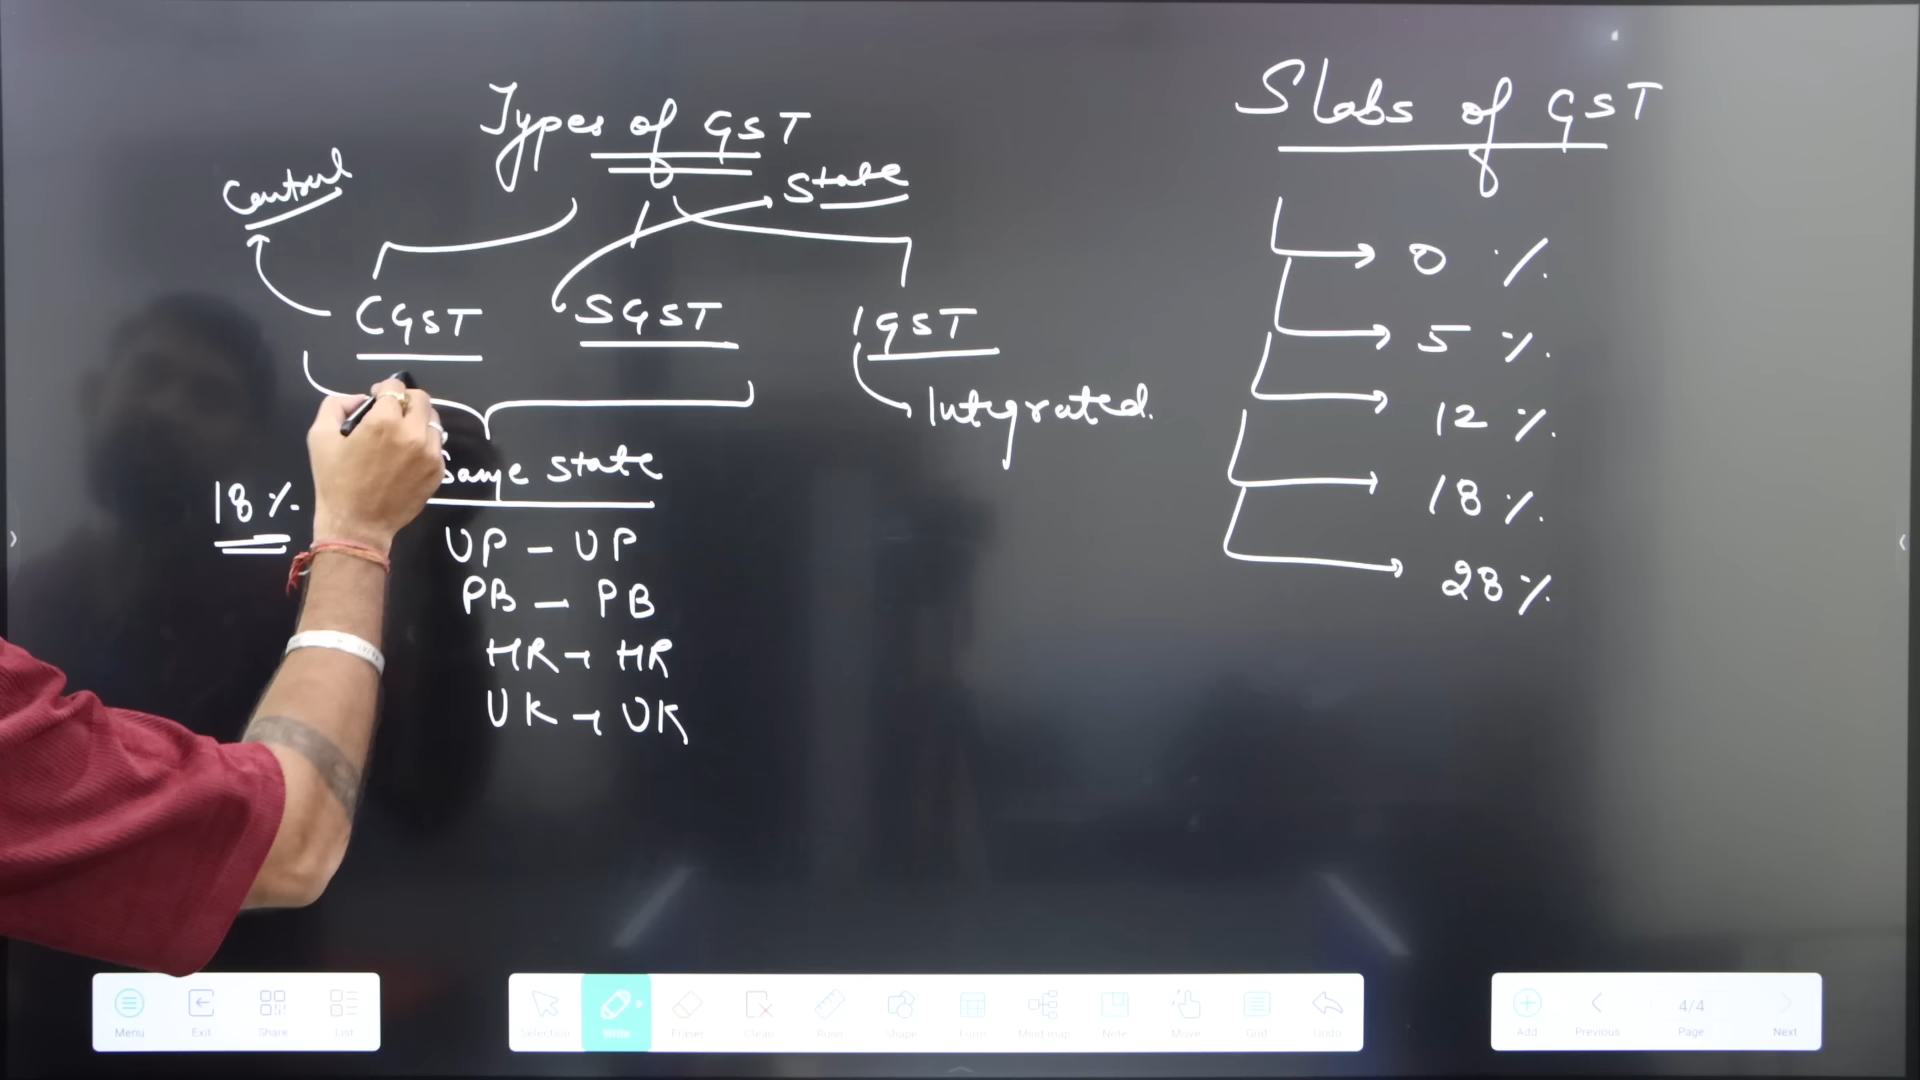 Types of GST
Central
State
CGST
SGST
IGST
Integrated.
Same state
18%
UP - UP
PB - PB
HR → HR
UK → UK
Slabs of GST
0 %
5 %
12 %
18 %
28 %
Menu
Exit
Share
List
Selection
Write
Eraser
Clean
Ruler
Shape
Form
Mind map
Note
Move
Grid
Undo
Add
Previous
4/4
Page
Next